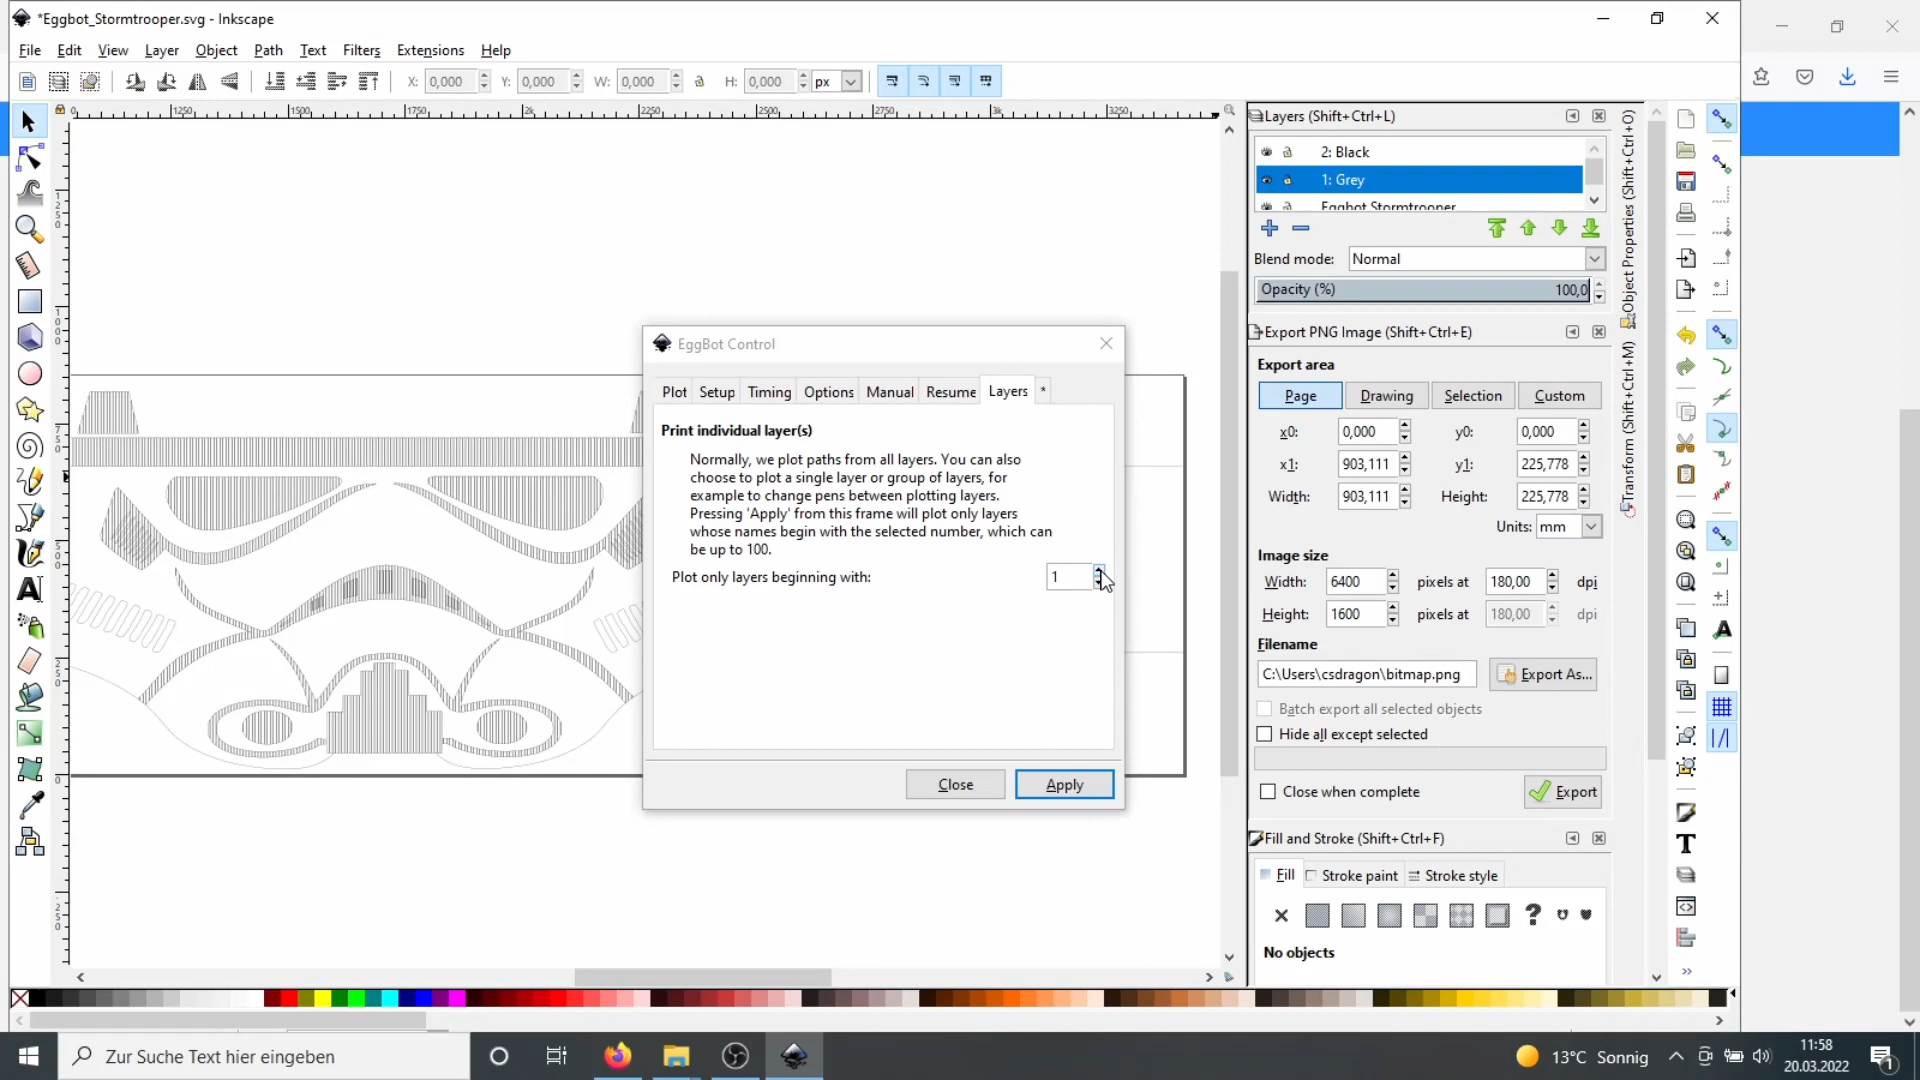 *Eggbot_Stormtrooper.svg - Inkscape
File Edit View Layer Object Path Text Filters Extensions Help
X: 0,000 Y: 0,000 W: 0,000 H: 0,000 px
1250 1500 1750 2k 2250 2500 2750 3k 3250
Layers (Shift+Ctrl+L)
2: Black
1: Grey
Eggbot Stormtrooper
Blend mode: Normal
Opacity (%) 100,0
Object Properties (Shift+Ctrl+O)
Transform (Shift+Ctrl+M)
Export PNG Image (Shift+Ctrl+E)
Export area
Page Drawing Selection Custom
x0: 0,000 y0: 0,000
x1: 903,111 y1: 225,778
Width: 903,111 Height: 225,778
Units: mm
Image size
Width: 6400 pixels at 180,00 dpi
Height: 1600 pixels at 180,00 dpi
Filename
C:\Users\csdragon\bitmap.png Export As...
Batch export all selected objects
Hide all except selected
Close when complete Export
Fill and Stroke (Shift+Ctrl+F)
Fill Stroke paint Stroke style
No objects
EggBot Control
Plot Setup Timing Options Manual Resume Layers *
Print individual layer(s)
Normally, we plot paths from all layers. You can also
choose to plot a single layer or group of layers, for
example to change pens between plotting layers.
Pressing 'Apply' from this frame will plot only layers
whose names begin with the selected number, which can
be up to 100.
Plot only layers beginning with: 1
Close Apply
Zur Suche Text hier eingeben
13°C Sonnig
11:58
20.03.2022
1